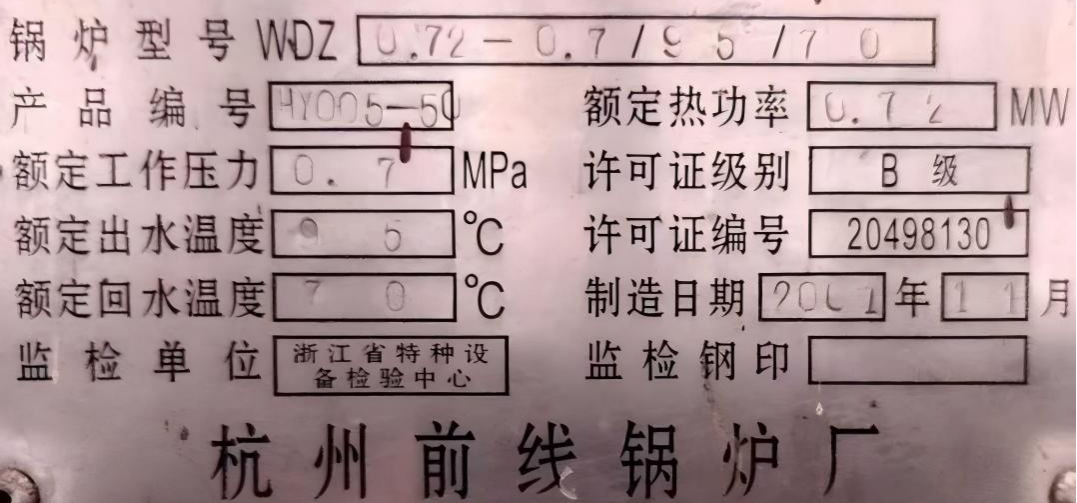 锅炉型号 WDZ 0.72-0.7/95/70
产品编号 HY005-50 额定热功率 0.72 MW
额定工作压力 0.7 MPa 许可证级别 B级
额定出水温度 95 ℃ 许可证编号 20498130
额定回水温度 70 ℃ 制造日期 2001 年 11 月
监检单位 浙江省特种设 监检钢印
备检验中心
杭州前线锅炉厂